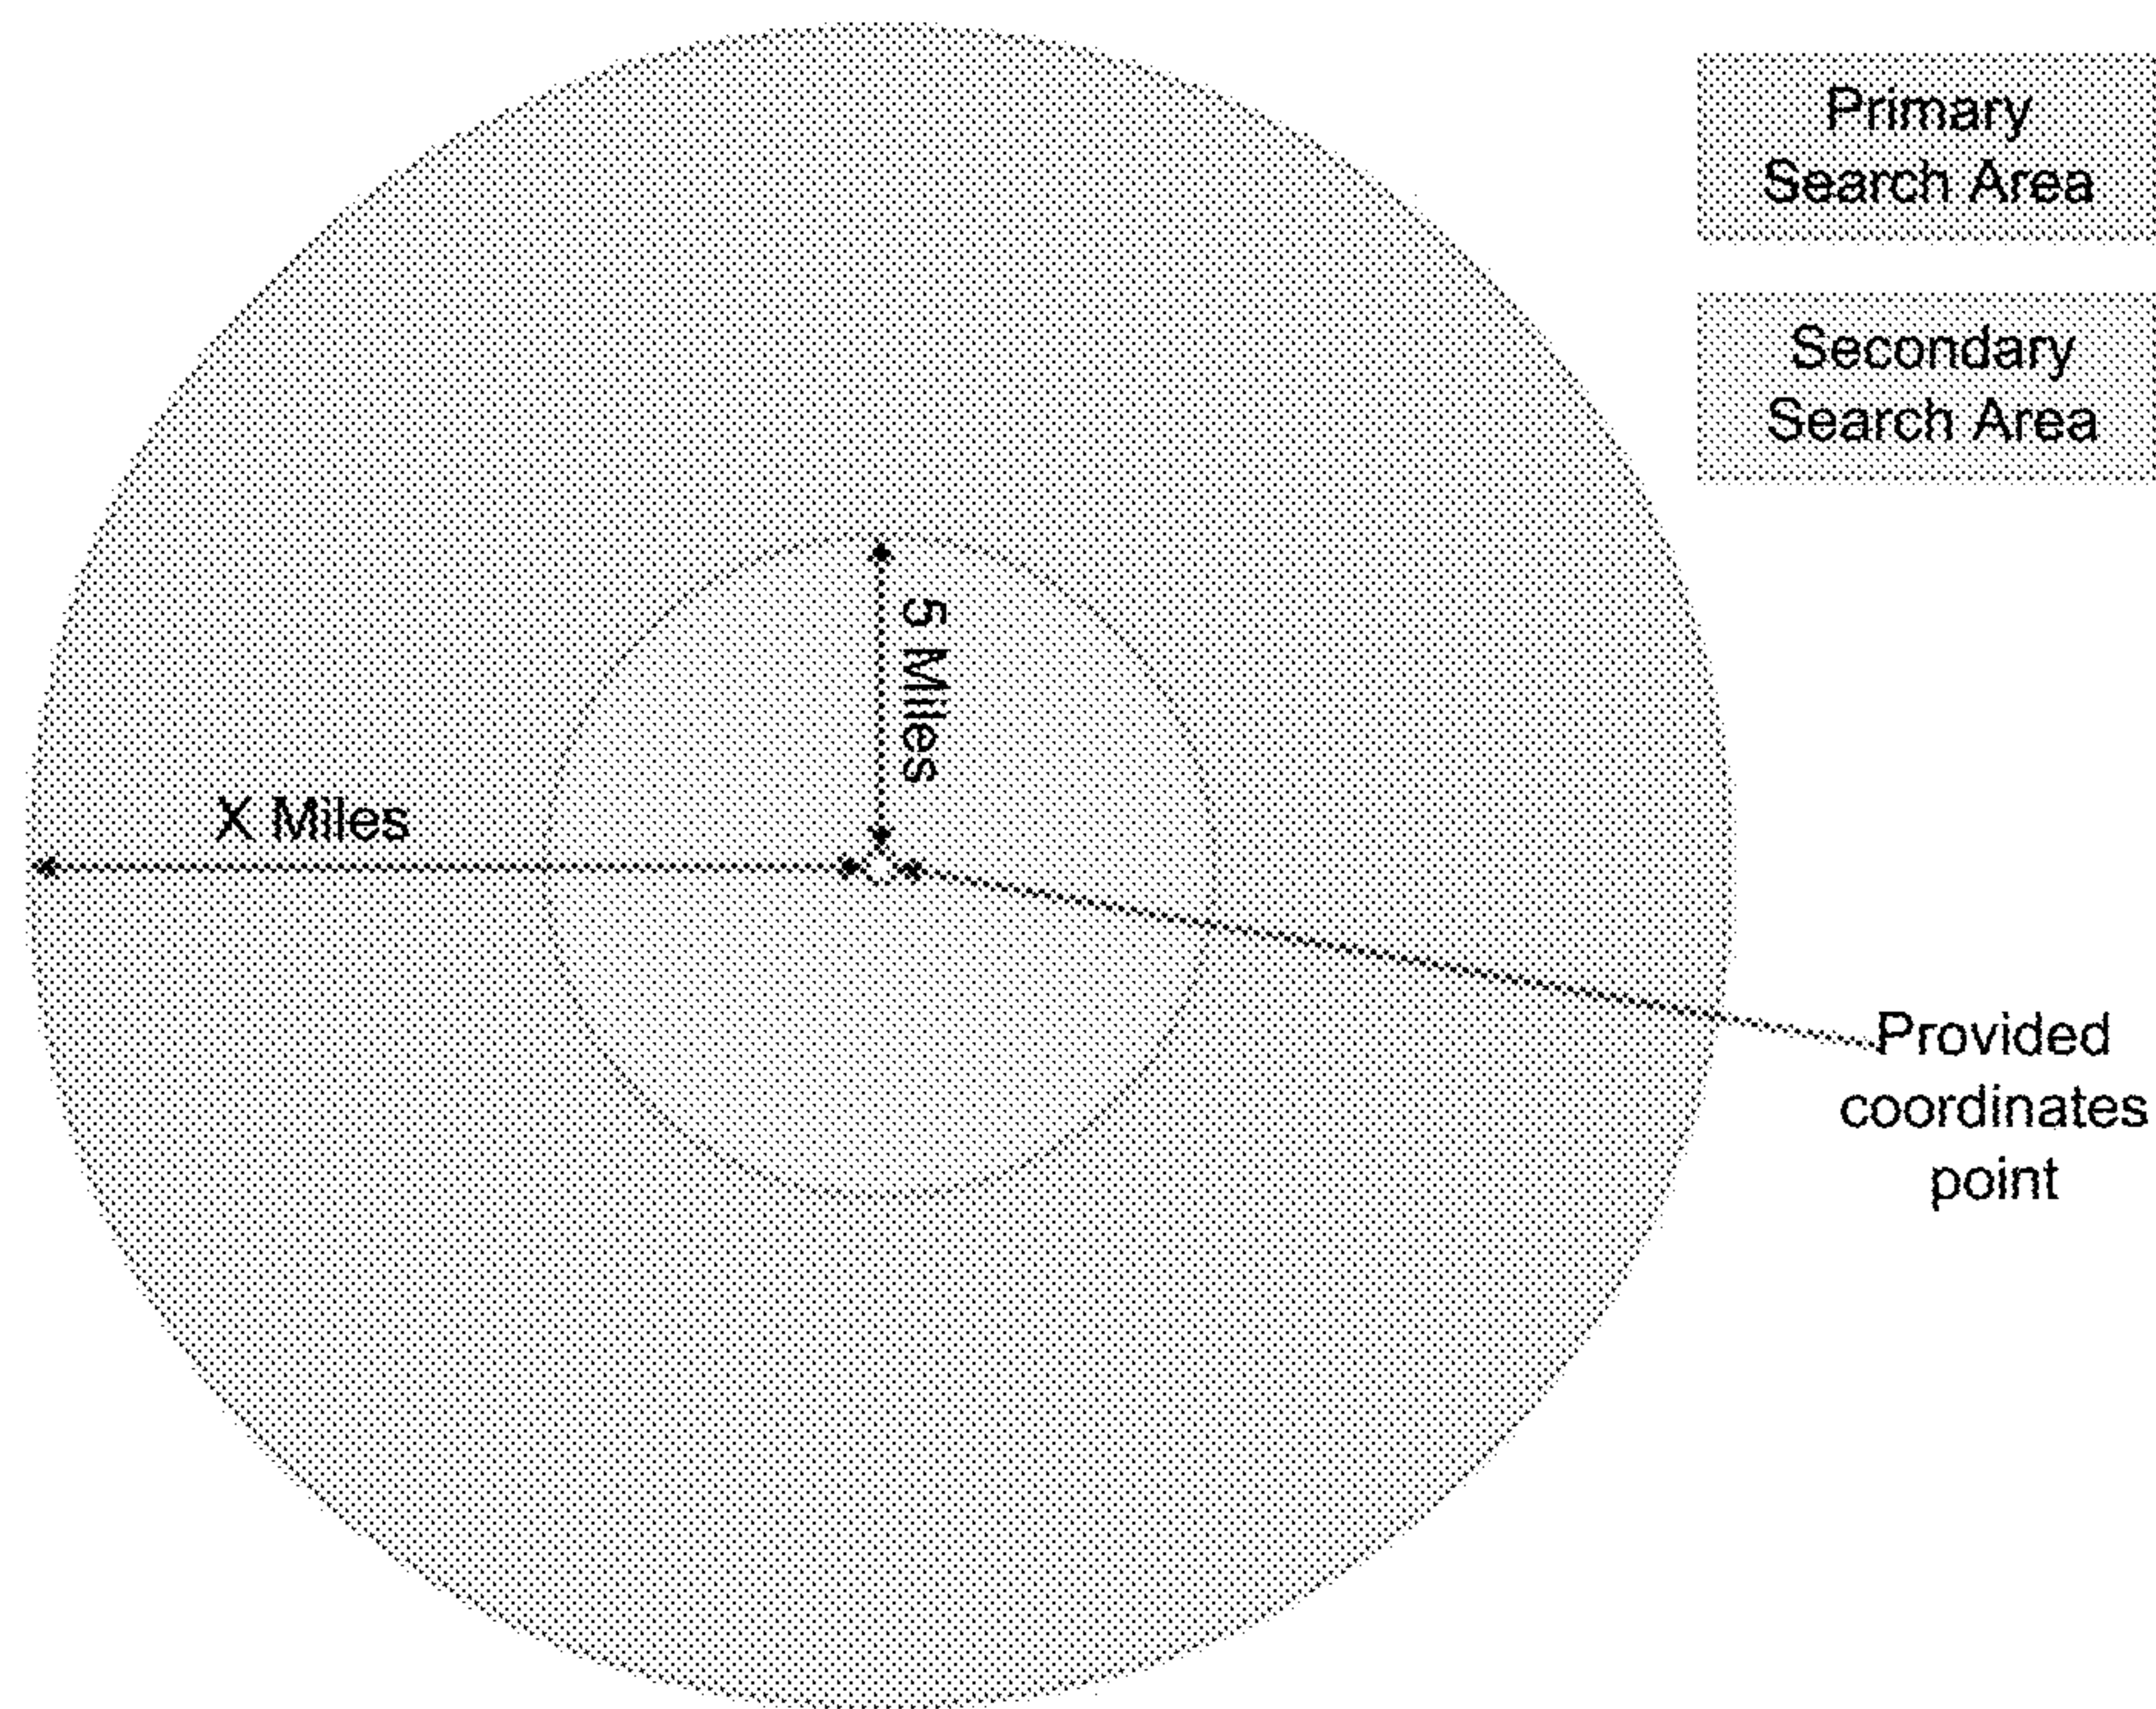 Primary
Search Area
Secondary
Search Area
5 Miles
X Miles
Provided
coordinates
point